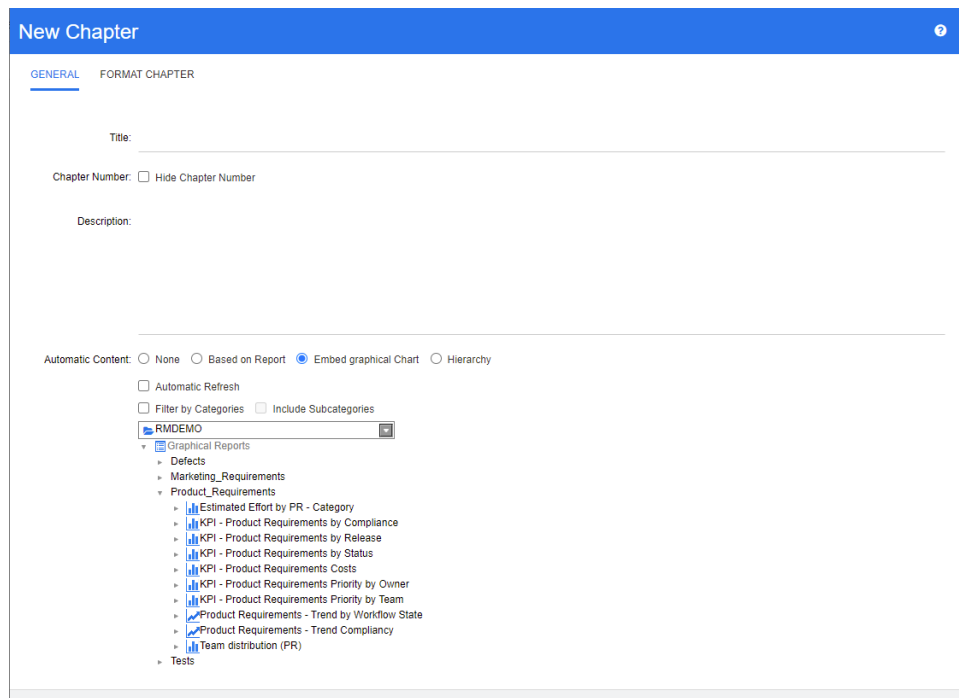 New Chapter
GENERAL FORMAT CHAPTER
Title:
Chapter Number: Hide Chapter Number
Description:
Automatic Content: None Based on Report Embed graphical Chart Hierarchy
Automatic Refresh
Filter by Categories Include Subcategories
RMDEMO
Graphical Reports
Defects
Marketing_Requirements
Product_Requirements
Estimated Effort by PR - Category
KPI - Product Requirements by Compliance
KPI - Product Requirements by Release
KPI - Product Requirements by Status
KPI - Product Requirements Costs
KPI - Product Requirements Priority by Owner
KPI - Product Requirements Priority by Team
Product Requirements - Trend by Workflow State
Product Requirements - Trend Compliancy
Team distribution (PR)
Tests